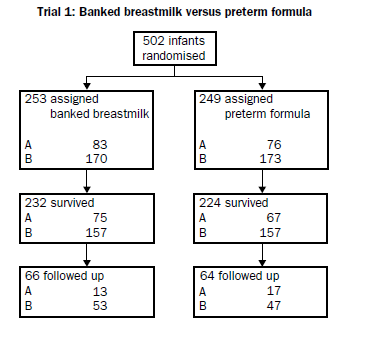 Trial 1: Banked breastmilk versus preterm formula
502 infants
randomised
253 assigned
banked breastmilk
A 83
B 170
249 assigned
preterm formula
A 76
B 173
232 survived
A 75
B 157
224 survived
A 67
B 157
66 followed up
A 13
B 53
64 followed up
A 17
B 47